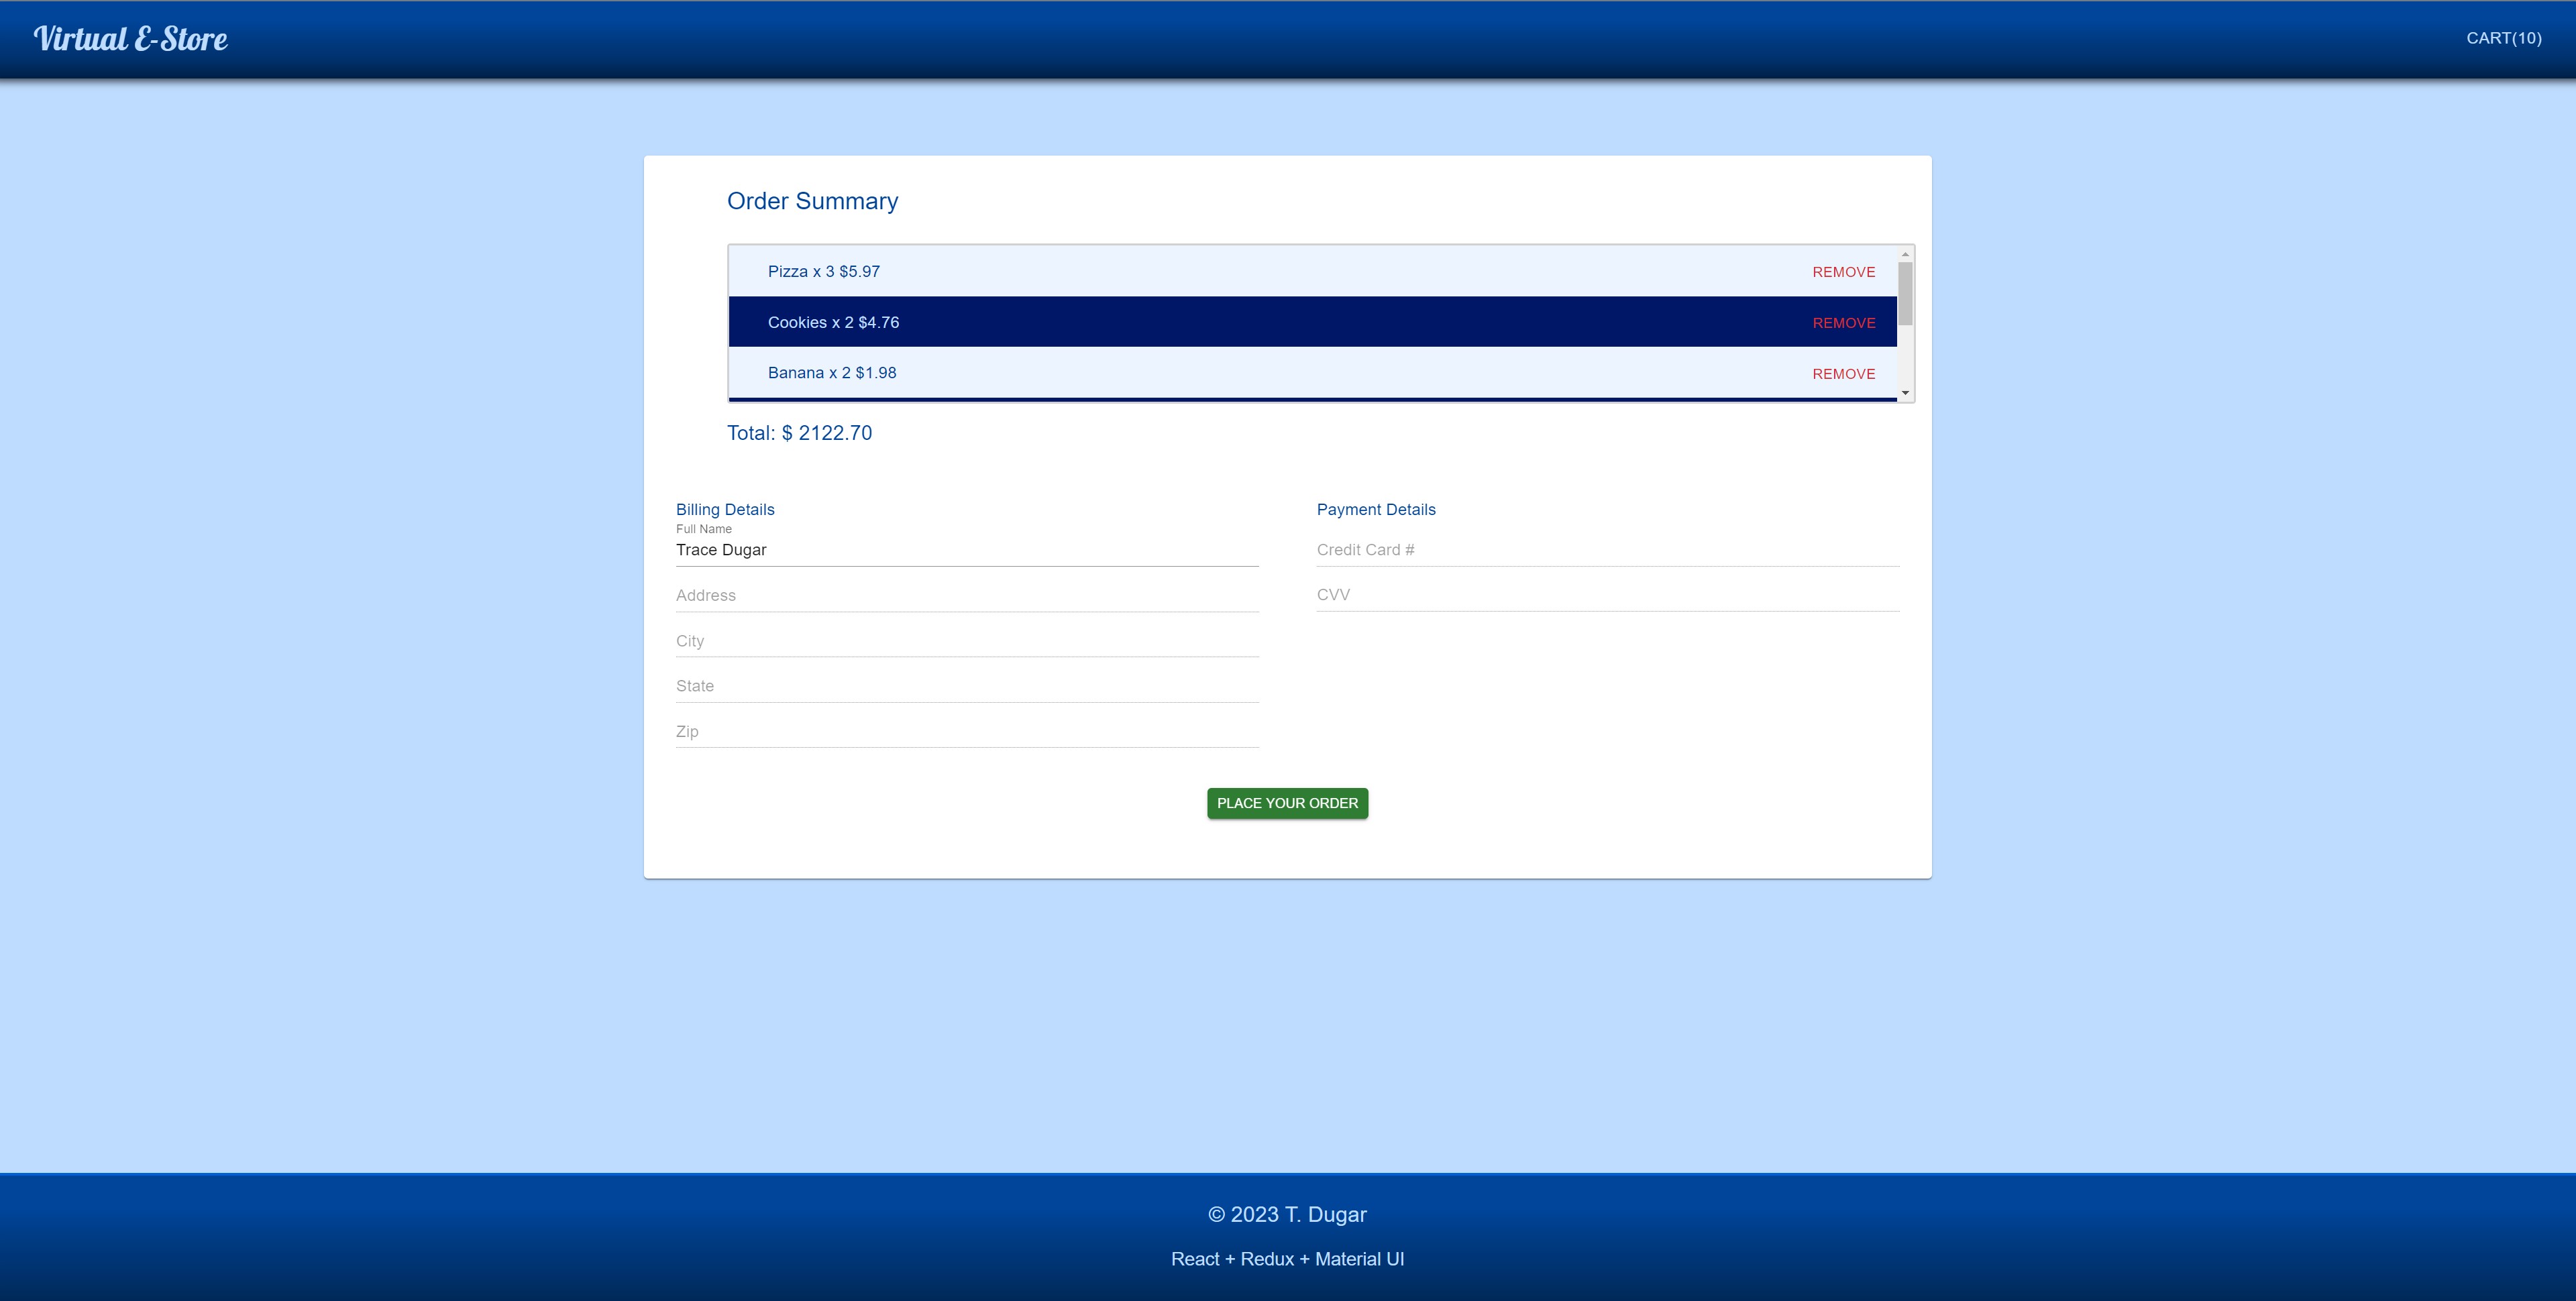 Virtual E-Store
CART(10)
Order Summary
Pizza x 3 $5.97
REMOVE
Cookies x 2 $4.76
REMOVE
Banana x 2 $1.98
REMOVE
Total: $ 2122.70
Billing Details
Full Name
Trace Dugar
Address
City
State
Zip
Payment Details
Credit Card #
CVV
PLACE YOUR ORDER
© 2023 T. Dugar
React + Redux + Material UI